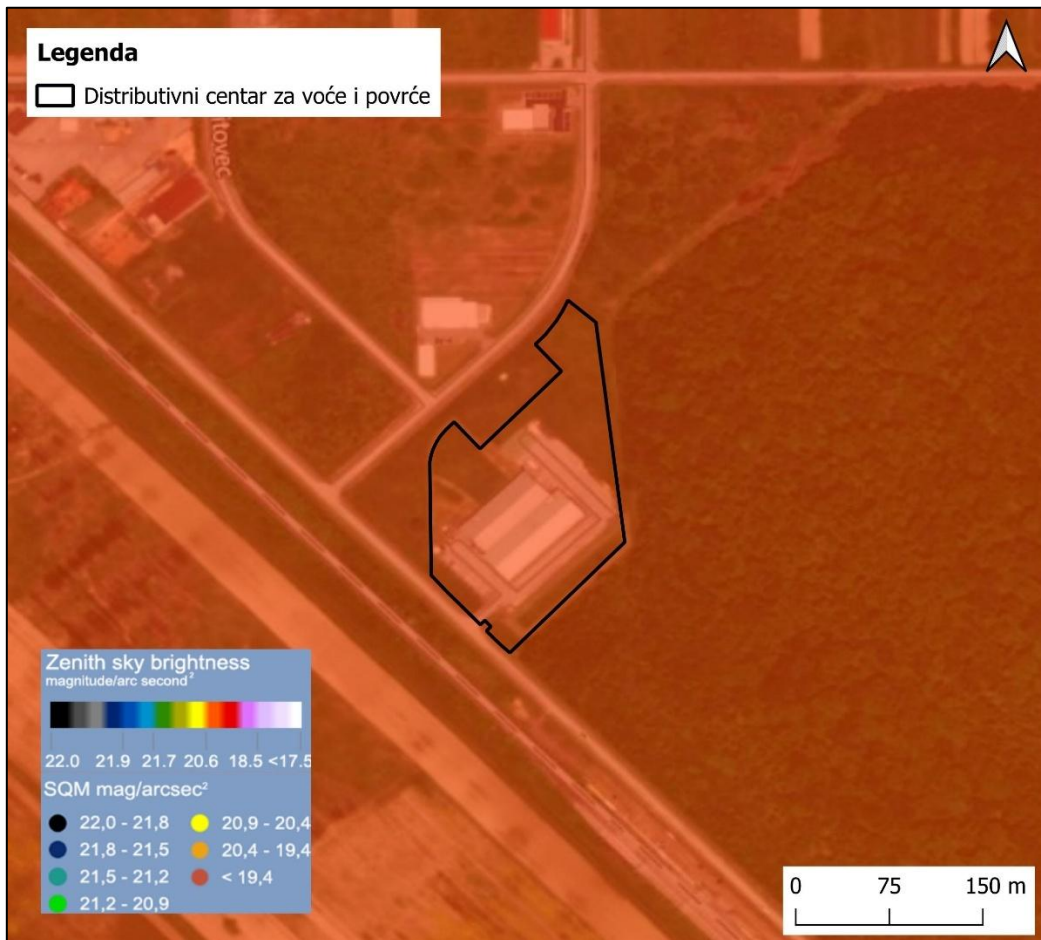 Legenda
Distributivni centar za voće i povrće
Zenith sky brightness
magnitude/arc second²
22.0 21.9 21.7 20.6 18.5 <17.5
SQM mag/arcsec²
22,0 - 21,8 20,9 - 20,4
21,8 - 21,5 20,4 - 19,4
21,5 - 21,2 < 19,4
21,2 - 20,9
0 75 150 m